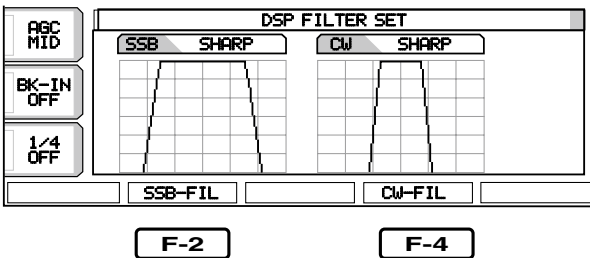 DSP FILTER SET
AGC
MID
SSB SHARP CW SHARP
BK-IN
OFF
1/4
OFF
SSB-FIL CW-FIL
F-2 F-4